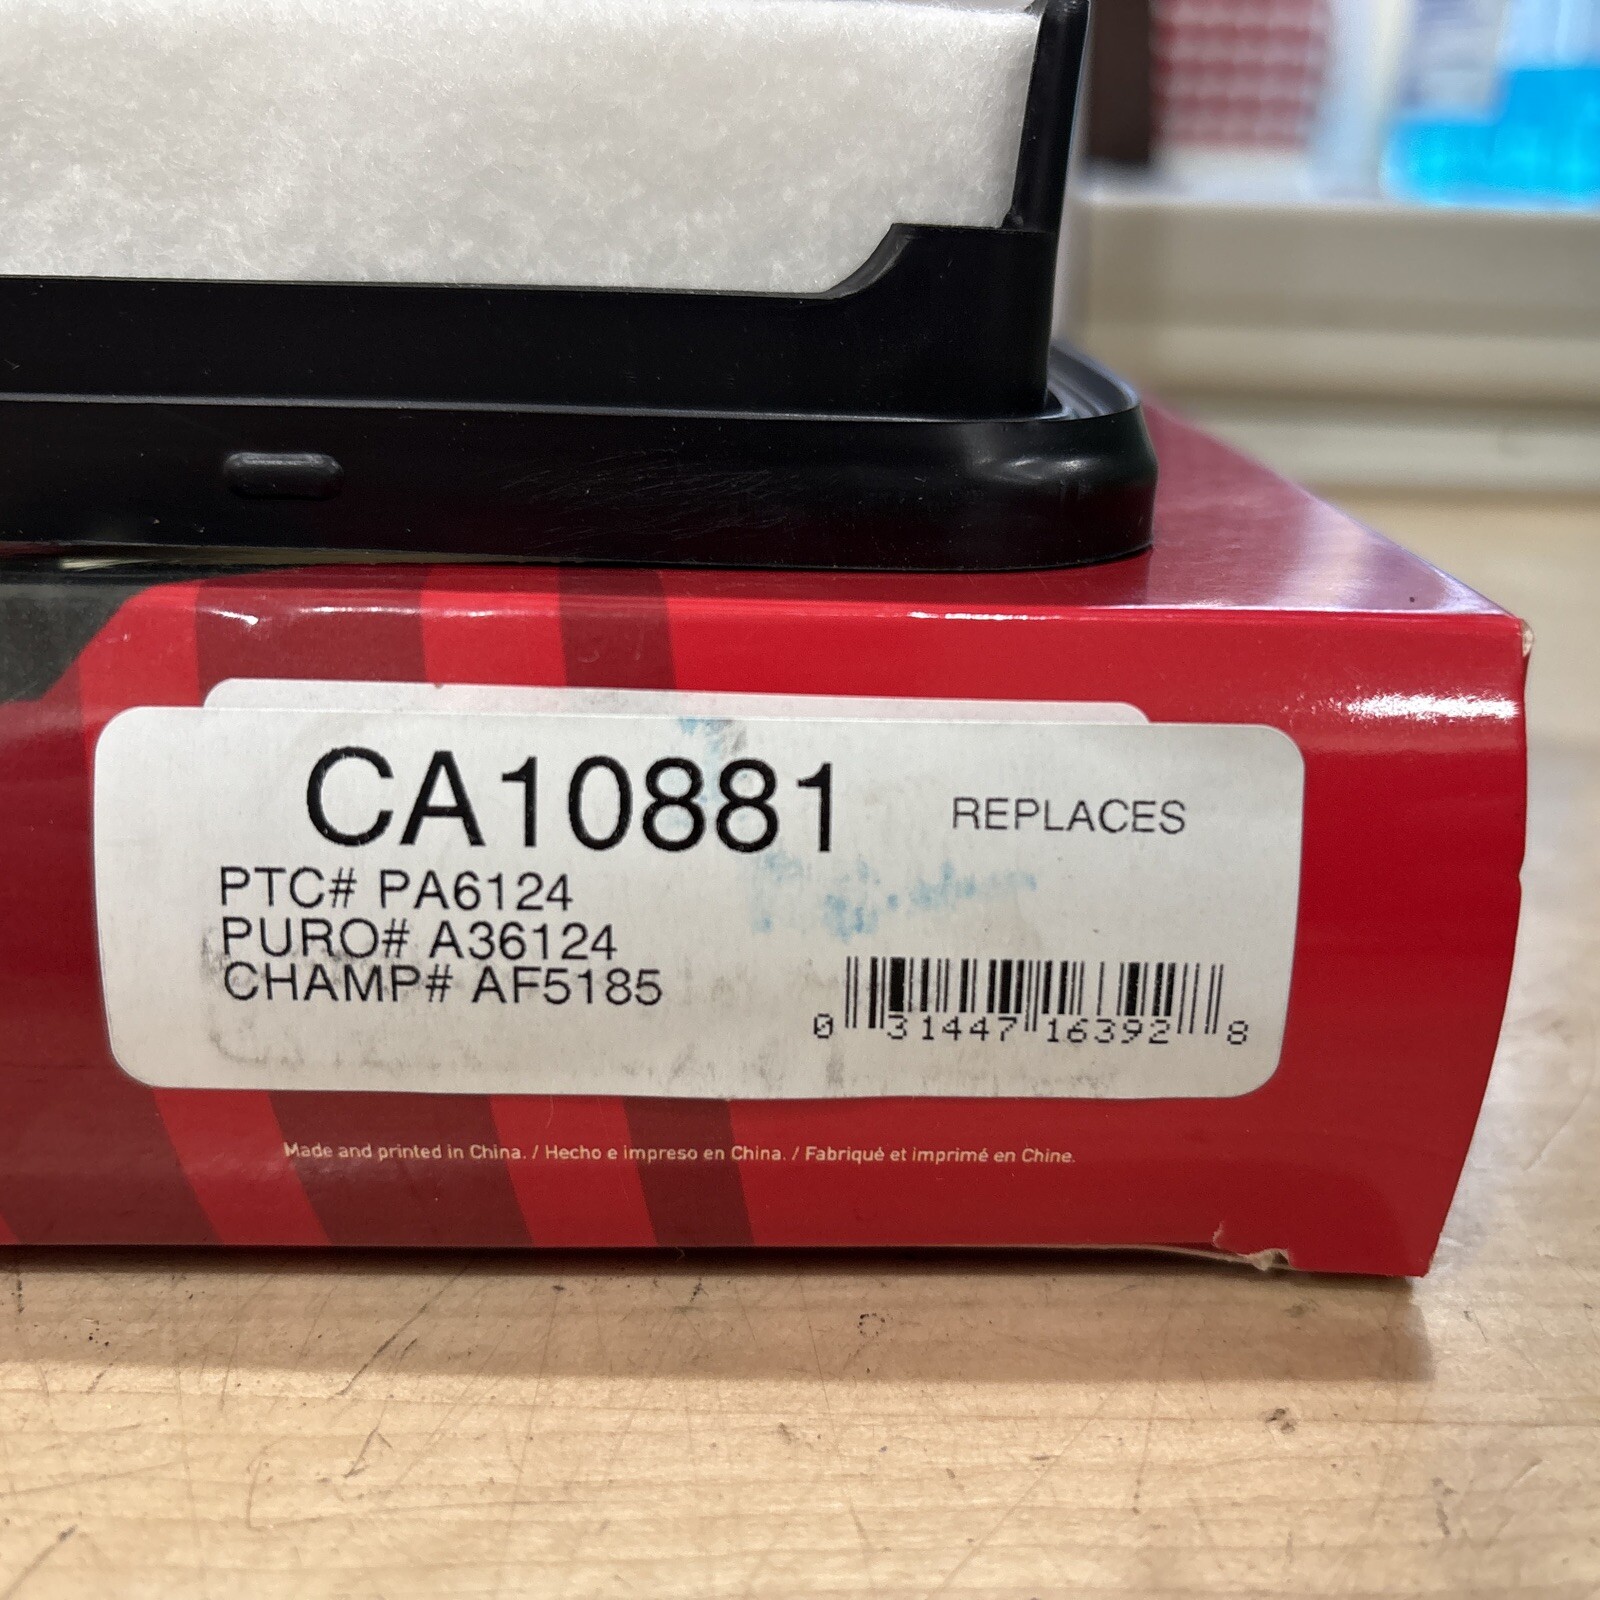 CA10881
REPLACES
PTC# PA6124
PURO# A36124
CHAMP# AF5185
0 31447 16392 8
Made and printed in China. / Hecho e impreso en China. / Fabriqué et imprimé en Chine.